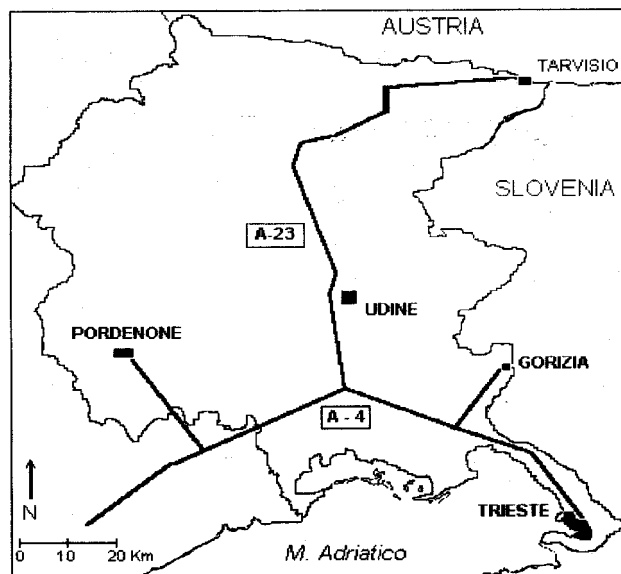 AUSTRIA
TARVISIO
SLOVENIA
A-23
UDINE
PORDENONE
GORIZIA
A - 4
N
TRIESTE
0 10 20 Km
M. Adriatico